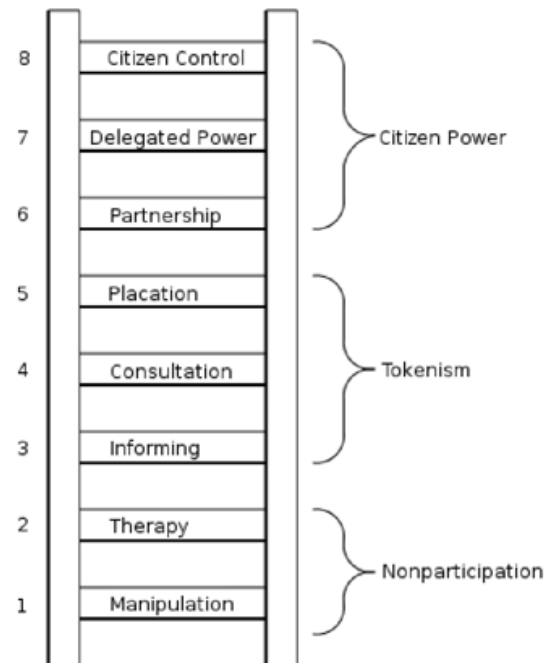 8 Citizen Control
7 Delegated Power
Citizen Power
6 Partnership
5 Placation
4 Consultation
Tokenism
3 Informing
2 Therapy
Nonparticipation
1 Manipulation